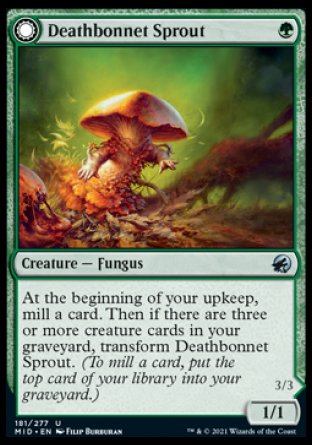 Deathbonnet Sprout
Creature — Fungus
At the beginning of your upkeep,
mill a card. Then if there are three
or more creature cards in your
graveyard, transform Deathbonnet
Sprout. (To mill a card, put the
top card of your library into your
graveyard.)
3/3
1/1
181/277 U
MID • EN FILIP BURBURAN
™ & © 2021 Wizards of the Coast